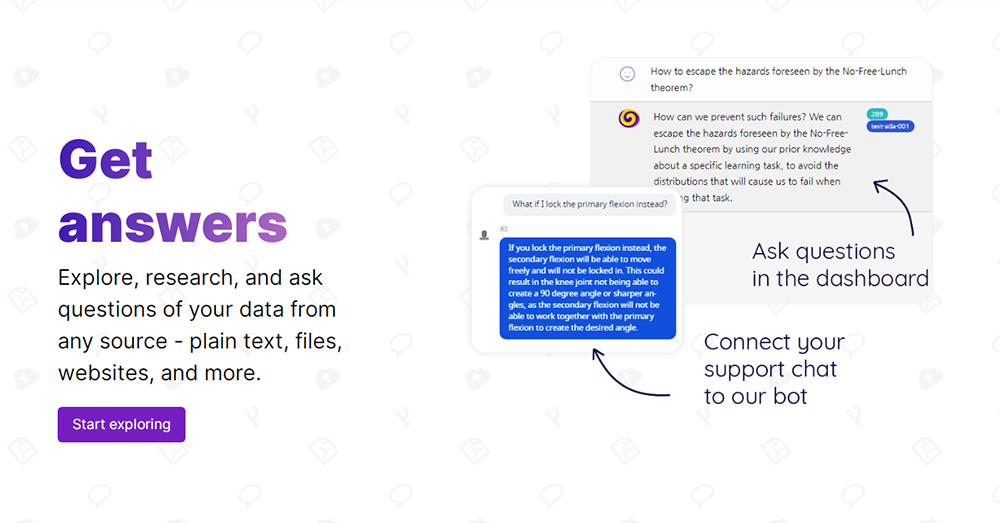 Get
answers
Explore, research, and ask
questions of your data from
any source - plain text, files,
websites, and more.
Start exploring
How to escape the hazards foreseen by the No-Free-Lunch
theorem?
How can we prevent such failures? We can
escape the hazards foreseen by the No-Free-
Lunch theorem by using our prior knowledge
about a specific learning task, to avoid the
distributions that will cause us to fail when
ng that task.
289
text-ada-001
Ask questions
in the dashboard
What if I lock the primary flexion instead?
Kt
If you lock the primary flexion instead, the
secondary flexion will be able to move
freely and will not be locked in. This could
result in the knee joint not being able to
create a 90 degree angle or sharper an-
gles, as the secondary flexion will not be
able to work together with the primary
flexion to create the desired angle.
Connect your
support chat
to our bot